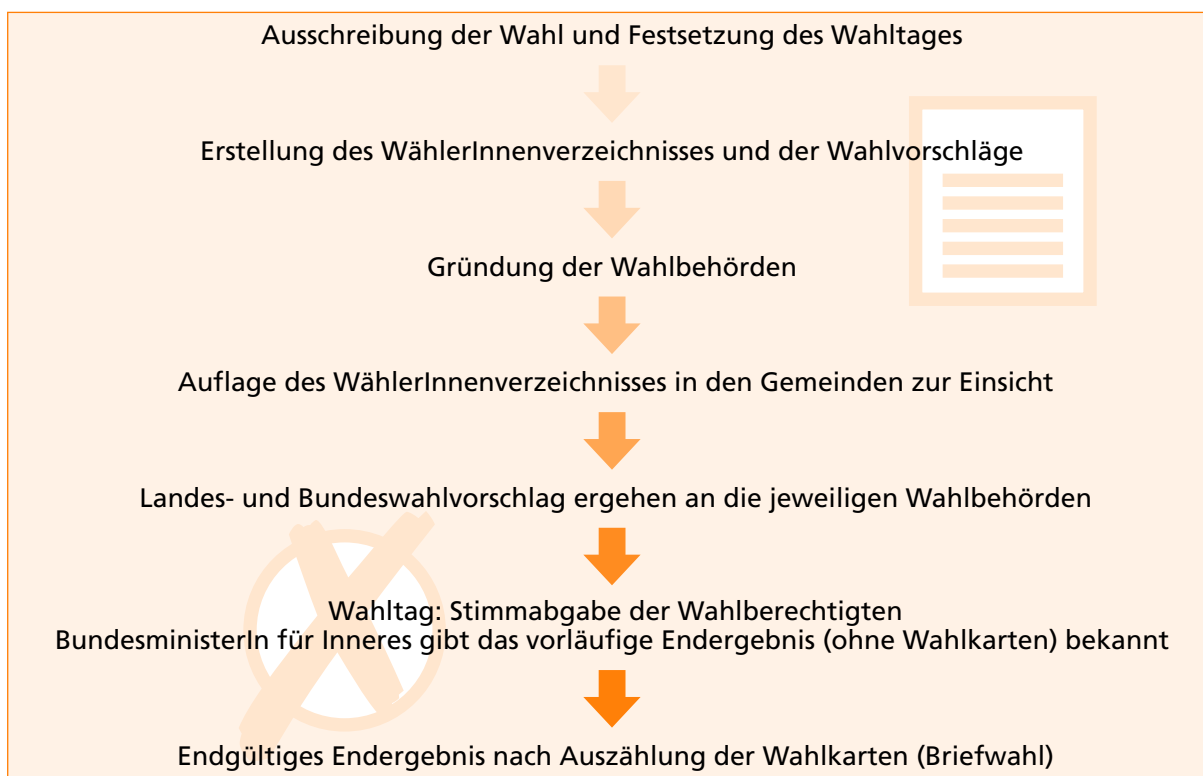 Ausschreibung der Wahl und Festsetzung des Wahltages
Erstellung des WählerInnenverzeichnisses und der Wahlvorschläge
Gründung der Wahlbehörden
Auflage des WählerInnenverzeichnisses in den Gemeinden zur Einsicht
Landes- und Bundeswahlvorschlag ergehen an die jeweiligen Wahlbehörden
Wahltag: Stimmabgabe der Wahlberechtigten
BundesministerIn für Inneres gibt das vorläufige Endergebnis (ohne Wahlkarten) bekannt
Endgültiges Endergebnis nach Auszählung der Wahlkarten (Briefwahl)